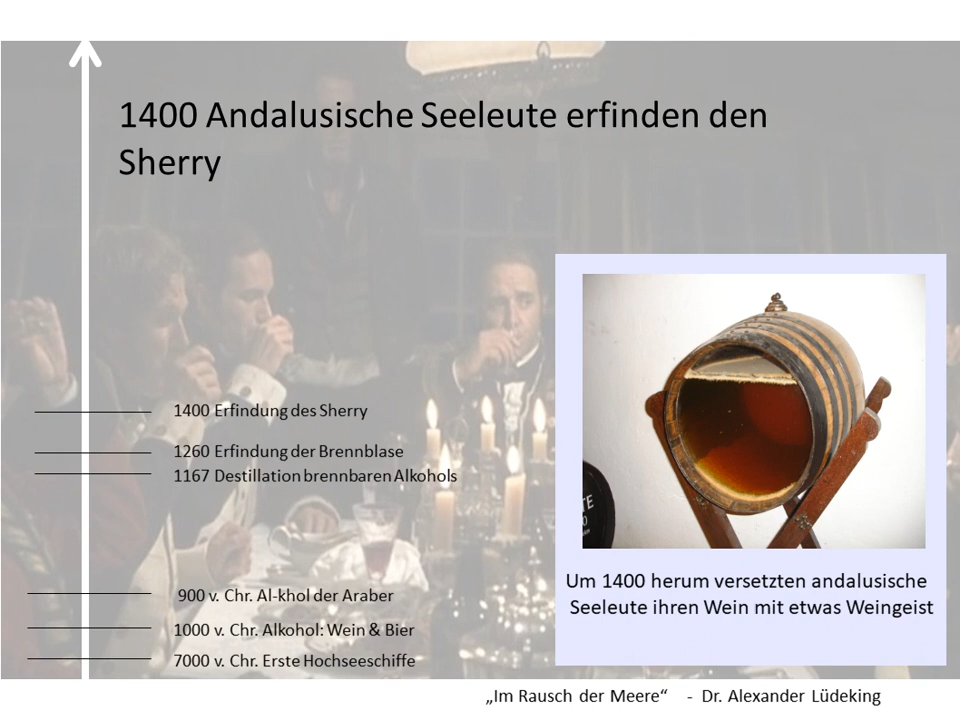 1400 Andalusische Seeleute erfinden den
Sherry
1400 Erfindung des Sherry
1260 Erfindung der Brennblase
1167 Destillation brennbaren Alkohols
900 v. Chr. Al-khol der Araber
1000 v. Chr. Alkohol: Wein & Bier
7000 v. Chr. Erste Hochseeschiffe
Um 1400 herum versetzten andalusische
Seeleute ihren Wein mit etwas Weingeist
„Im Rausch der Meere“ - Dr. Alexander Lüdeking